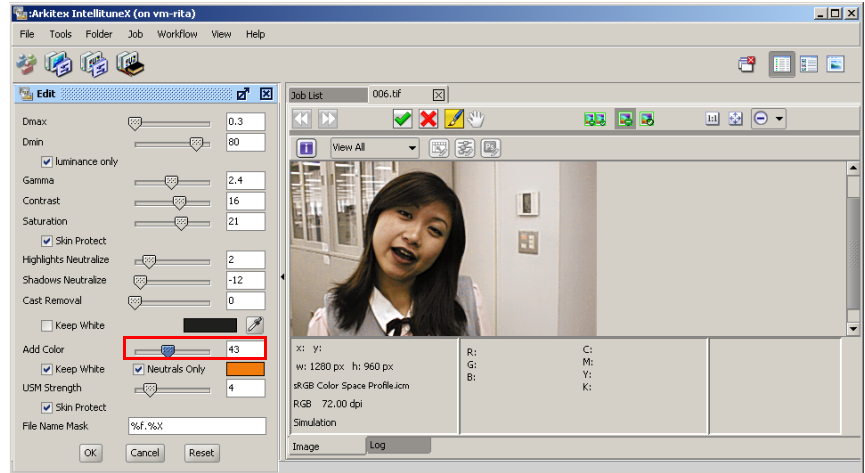 :Arkitex IntellituneX (on vm-rita)
File Tools Folder Job Workflow View Help
Edit
Dmax 0.3
Dmin 80
luminance only
Gamma 2.4
Contrast 16
Saturation 21
Skin Protect
Highlights Neutralize 2
Shadows Neutralize -12
Cast Removal 0
Keep White
Add Color 43
Keep White Neutrals Only
USM Strength 4
Skin Protect
File Name Mask %f.%X
OK Cancel Reset
Job List 006.tif
1:1
i View All
x: y:
w: 1280 px h: 960 px
sRGB Color Space Profile.icm
RGB 72.00 dpi
Simulation
R:
G:
B:
C:
M:
Y:
K:
Image Log